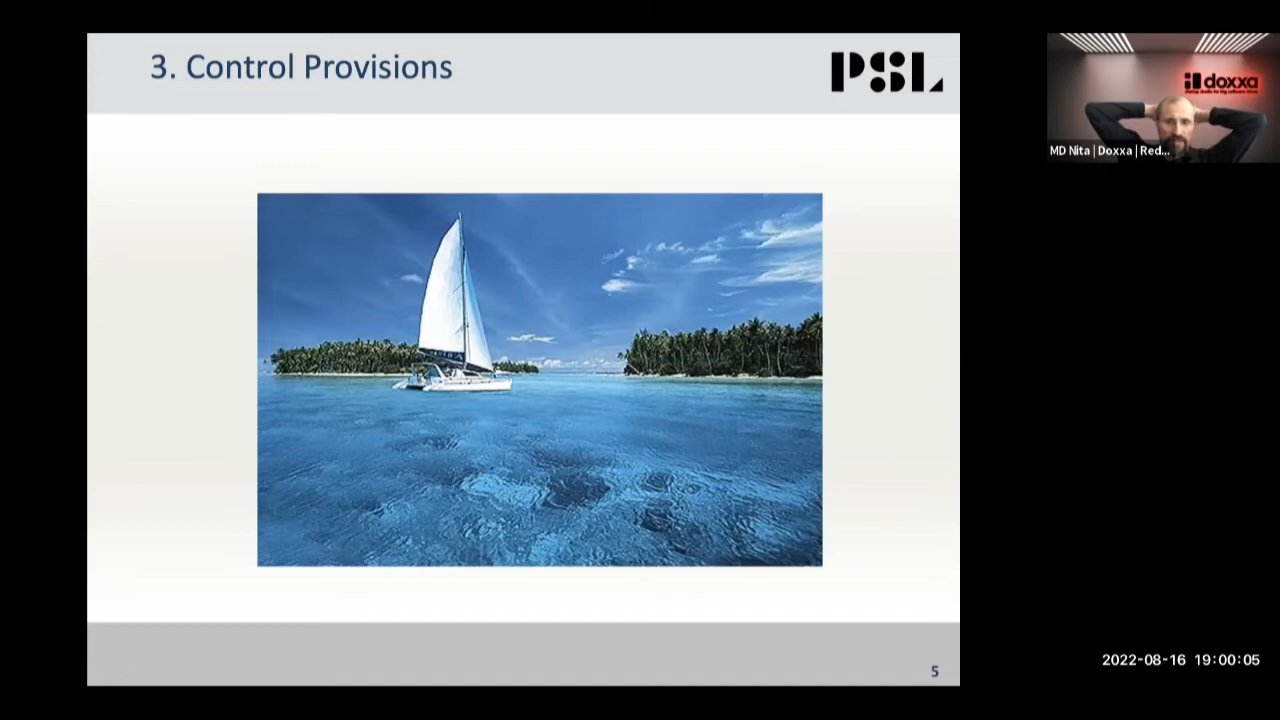 3. Control Provisions
PSL
doxxa
MD Nita | Doxxa | Red...
2022-08-16 19:00:05
5